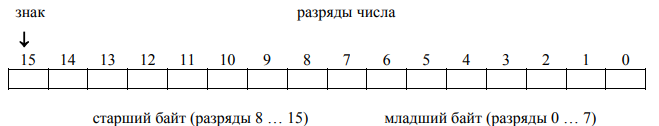 знак разряды числа
15 14 13 12 11 10 9 8 7 6 5 4 3 2 1 0
старший байт (разряды 8 … 15) младший байт (разряды 0 … 7)